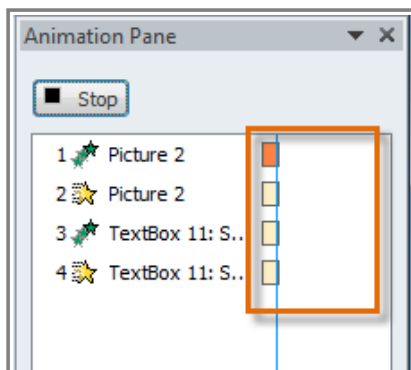 Animation Pane
Stop
1 Picture 2
2 Picture 2
3 TextBox 11: S..
4 TextBox 11: S..